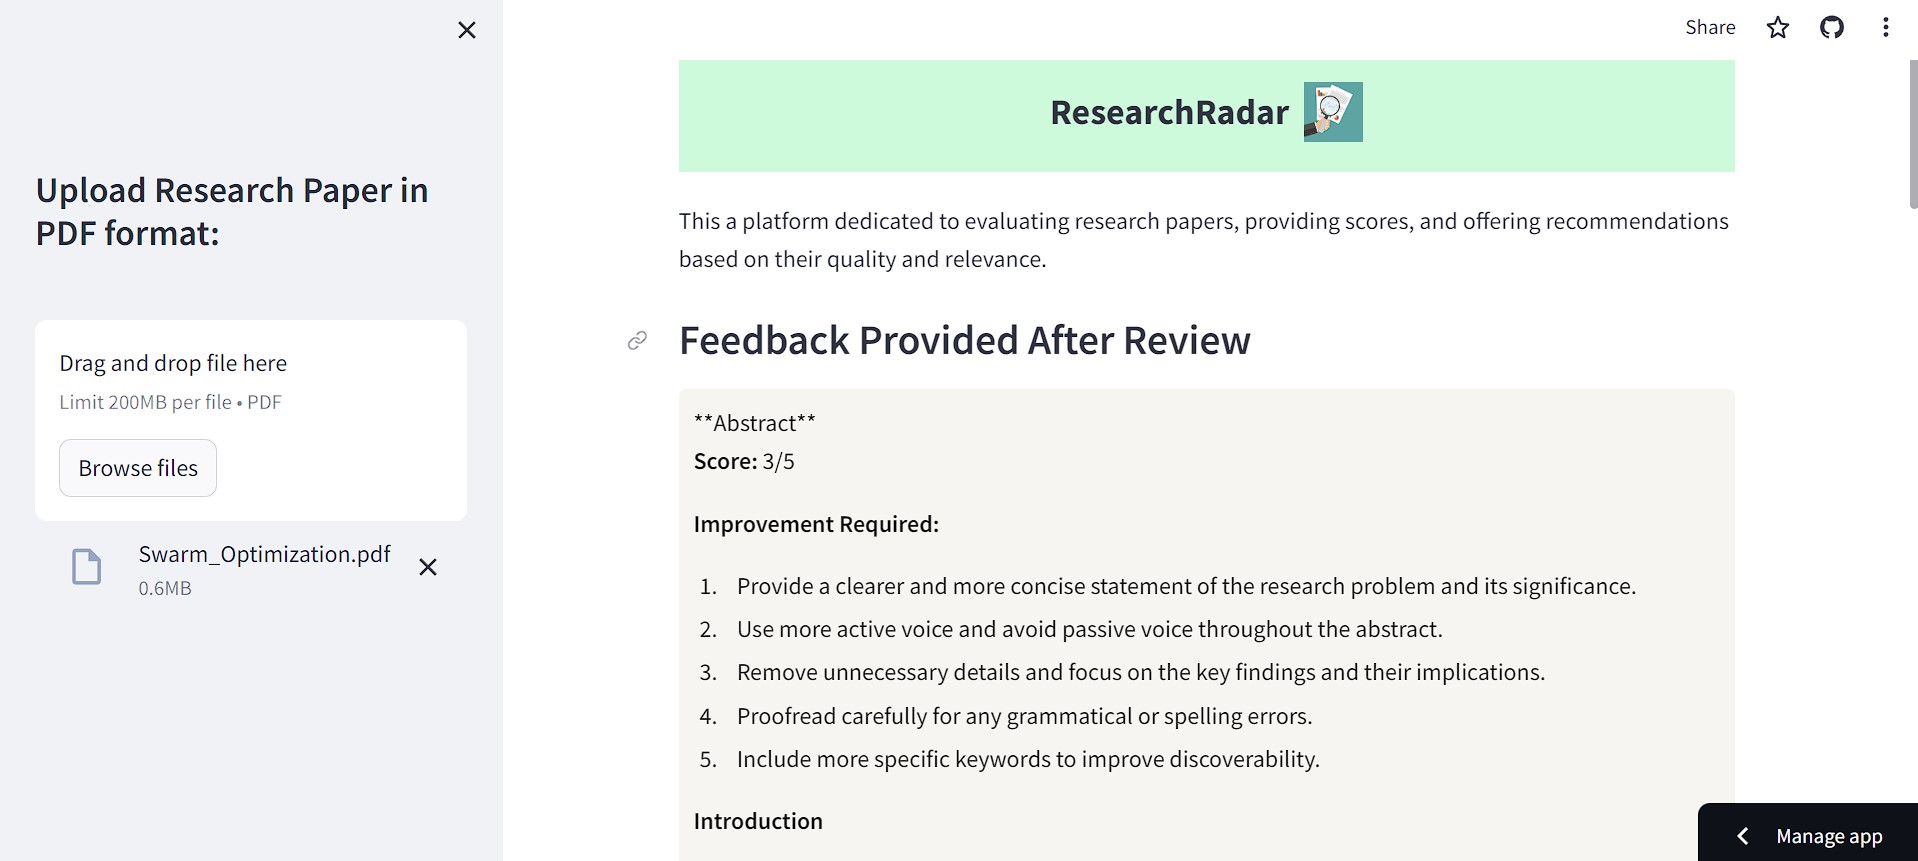 Upload Research Paper in
PDF format:
Drag and drop file here
Limit 200MB per file • PDF
Browse files
Swarm_Optimization.pdf
0.6MB
Share
ResearchRadar
This a platform dedicated to evaluating research papers, providing scores, and offering recommendations
based on their quality and relevance.
Feedback Provided After Review
**Abstract**
Score: 3/5
Improvement Required:
1. Provide a clearer and more concise statement of the research problem and its significance.
2. Use more active voice and avoid passive voice throughout the abstract.
3. Remove unnecessary details and focus on the key findings and their implications.
4. Proofread carefully for any grammatical or spelling errors.
5. Include more specific keywords to improve discoverability.
Introduction
Manage app